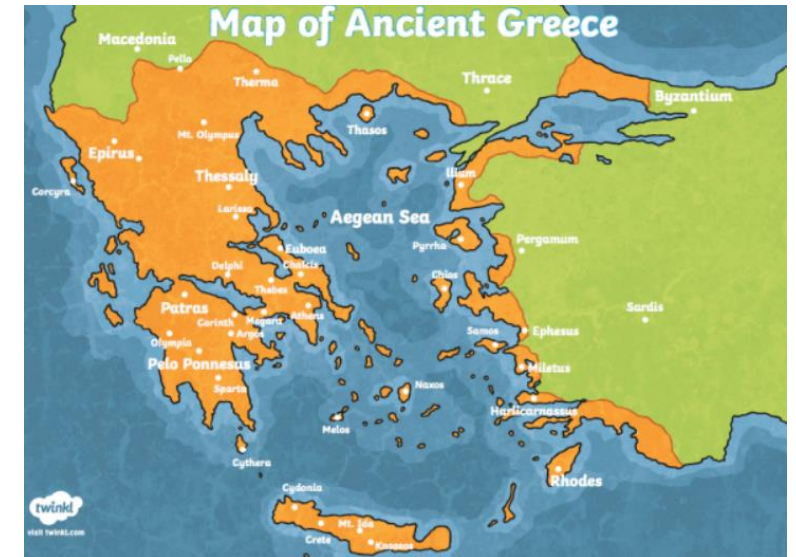 Map of Ancient Greece
Macedonia
Pella
Therma
Thrace
Byzantium
Thasos
Mt. Olympus
Epirus
Thessaly
Illium
Corcyra
Larissa
Aegean Sea
Pyrrha
Pergamum
Euboea
Delphi
Chalcis
Chios
Thebes
Patras
Sardis
Corinth
Megara
Athens
Samos
Ephesus
Olympia
Argos
Pelo Ponnesus
Miletus
Sparta
Naxos
Harlicarnassus
Melos
Cythera
Rhodes
Cydonia
twinkl
visit twinkl.com
Mt. Ida
Crete
Knossos